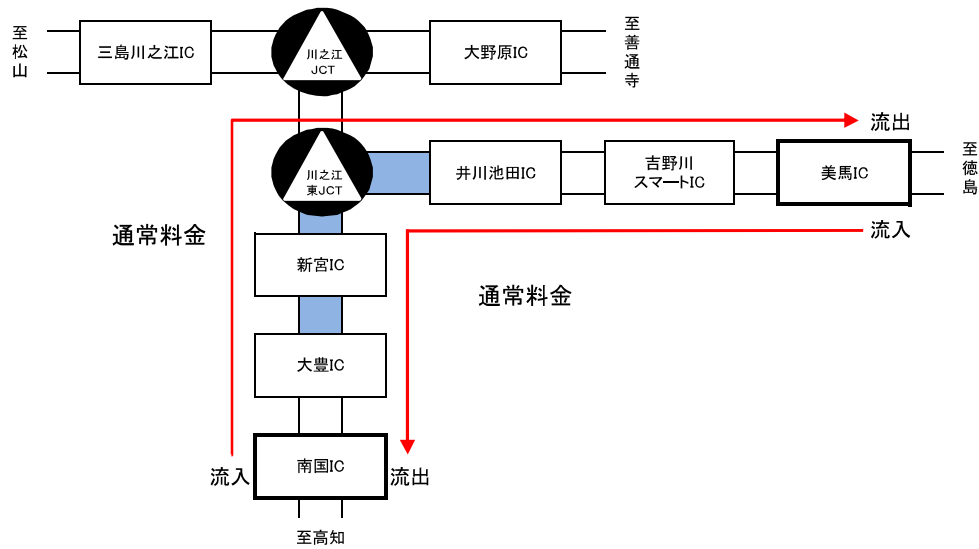 至松山
三島川之江IC
川之江
JCT
大野原IC
至善通寺
流出
川之江
東JCT
井川池田IC
吉野川
スマートIC
美馬IC
至徳島
通常料金
流入
新宮IC
通常料金
大豊IC
流入
南国IC
流出
至高知